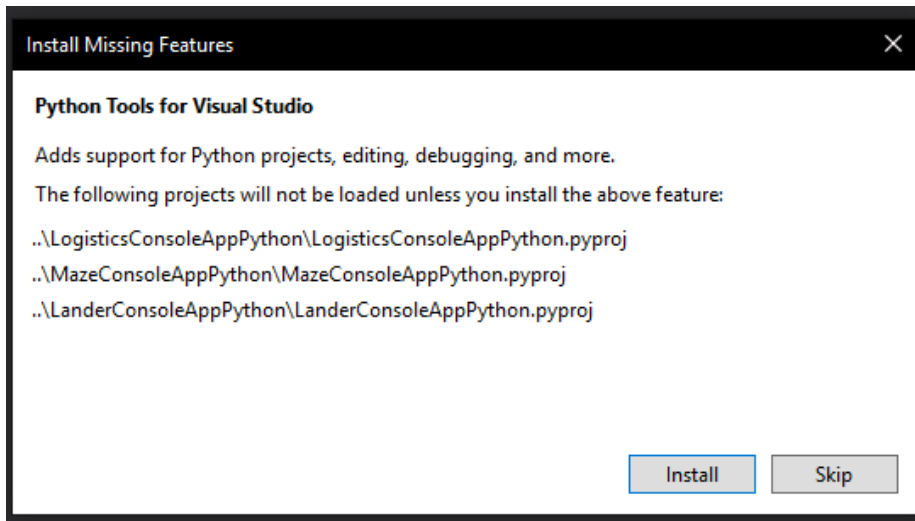 Install Missing Features
Python Tools for Visual Studio
Adds support for Python projects, editing, debugging, and more.
The following projects will not be loaded unless you install the above feature:
..\LogisticsConsoleAppPython\LogisticsConsoleAppPython.pyproj
..\MazeConsoleAppPython\MazeConsoleAppPython.pyproj
..\LanderConsoleAppPython\LanderConsoleAppPython.pyproj
Install Skip